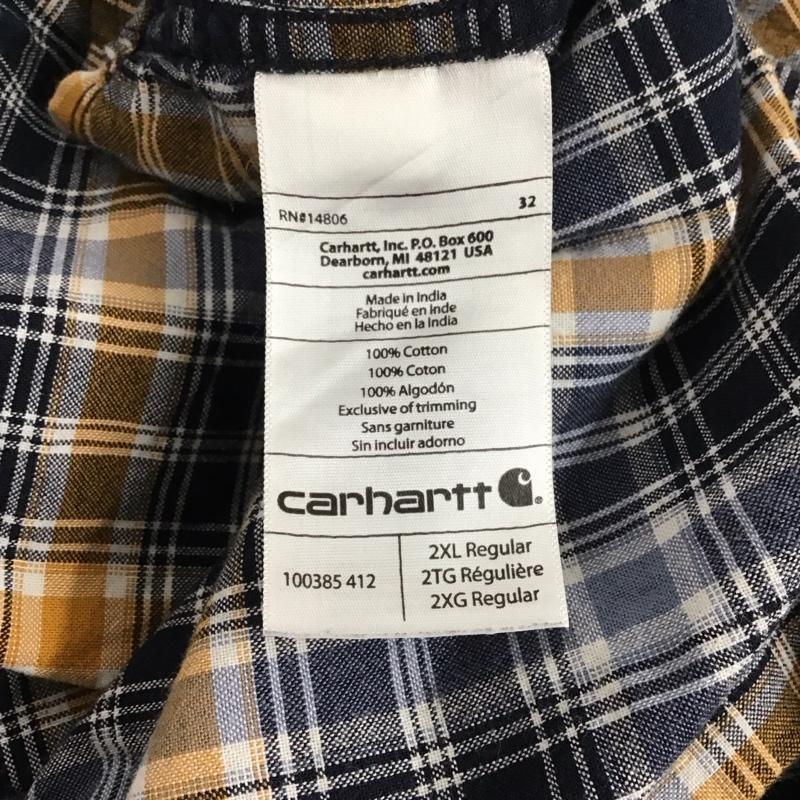 RN#14806 32
Carhartt, Inc. P.O. Box 600
Dearborn, MI 48121 USA
carhartt.com
Made in India
Fabriqué en Inde
Hecho en la India
100% Cotton
100% Coton
100% Algodón
Exclusive of trimming
Sans garniture
Sin incluir adorno
carhartt
100385 412
2XL Regular
2TG Régulière
2XG Regular